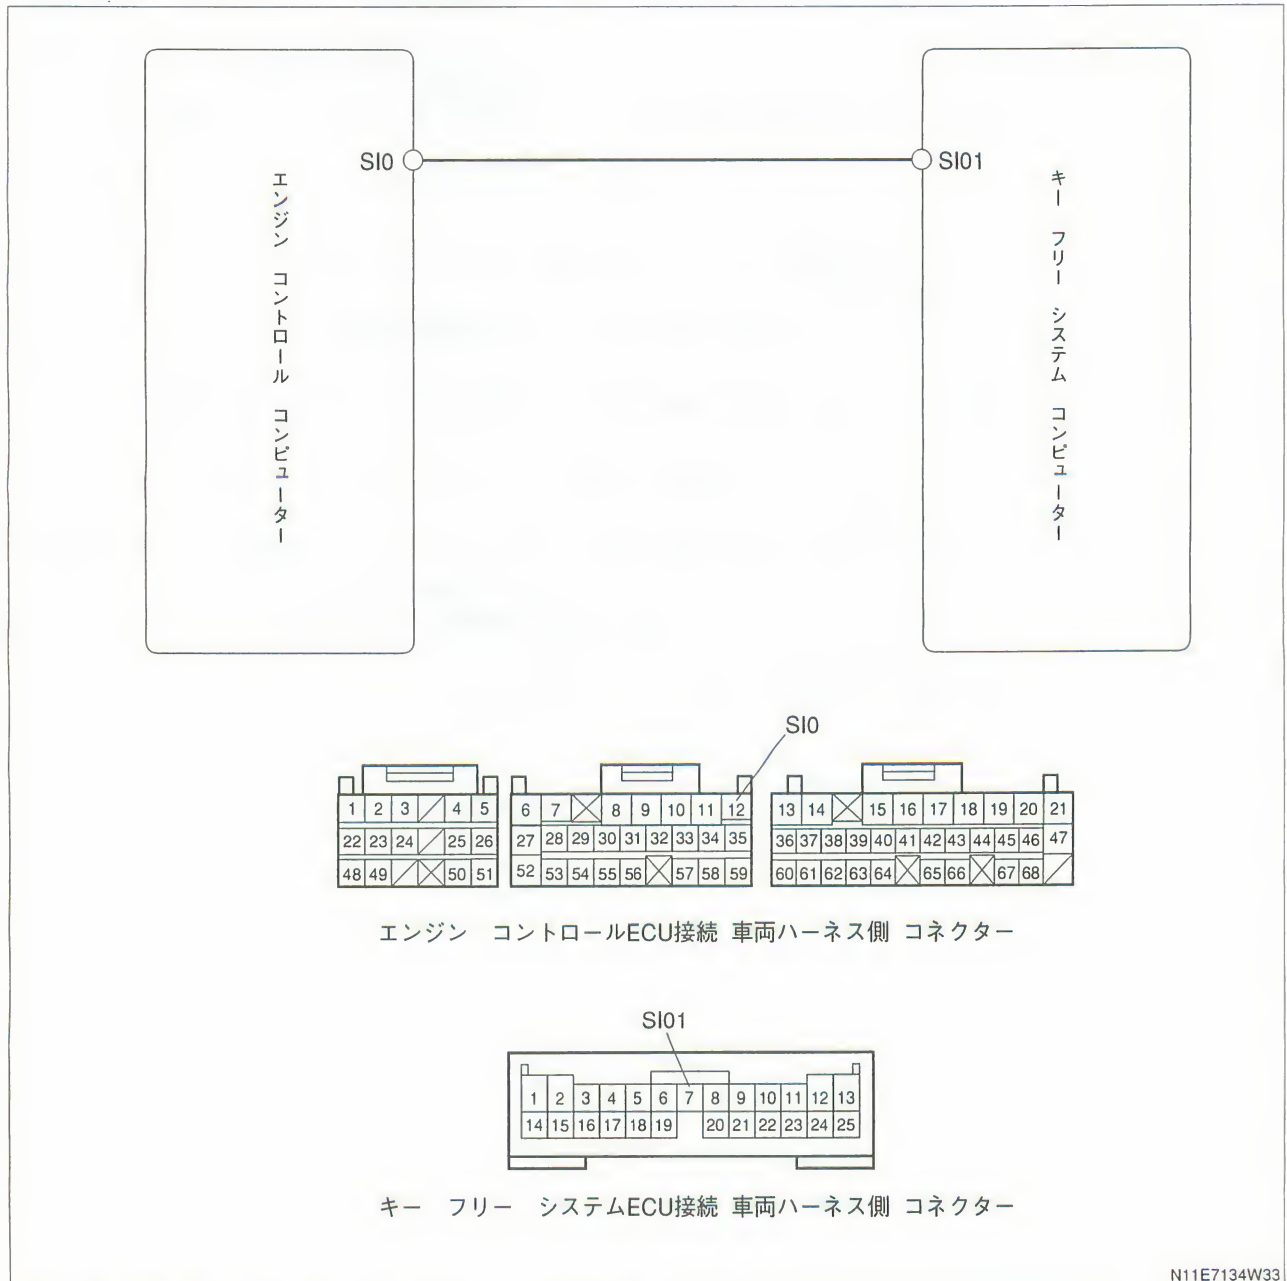 SI0
SI01
エンジン コントロール コンピューター
キー フリー システム コンピューター
SI0
1 2 3 4 5
6 7 8 9 10 11 12
13 14 15 16 17 18 19 20 21
22 23 24 25 26
27 28 29 30 31 32 33 34 35
36 37 38 39 40 41 42 43 44 45 46 47
48 49 50 51
52 53 54 55 56 57 58 59
60 61 62 63 64 65 66 67 68
エンジン コントロールECU接続 車両ハーネス側 コネクター
SI01
1 2 3 4 5 6 7 8 9 10 11 12 13
14 15 16 17 18 19 20 21 22 23 24 25
キー フリー システムECU接続 車両ハーネス側 コネクター
N11E7134W33